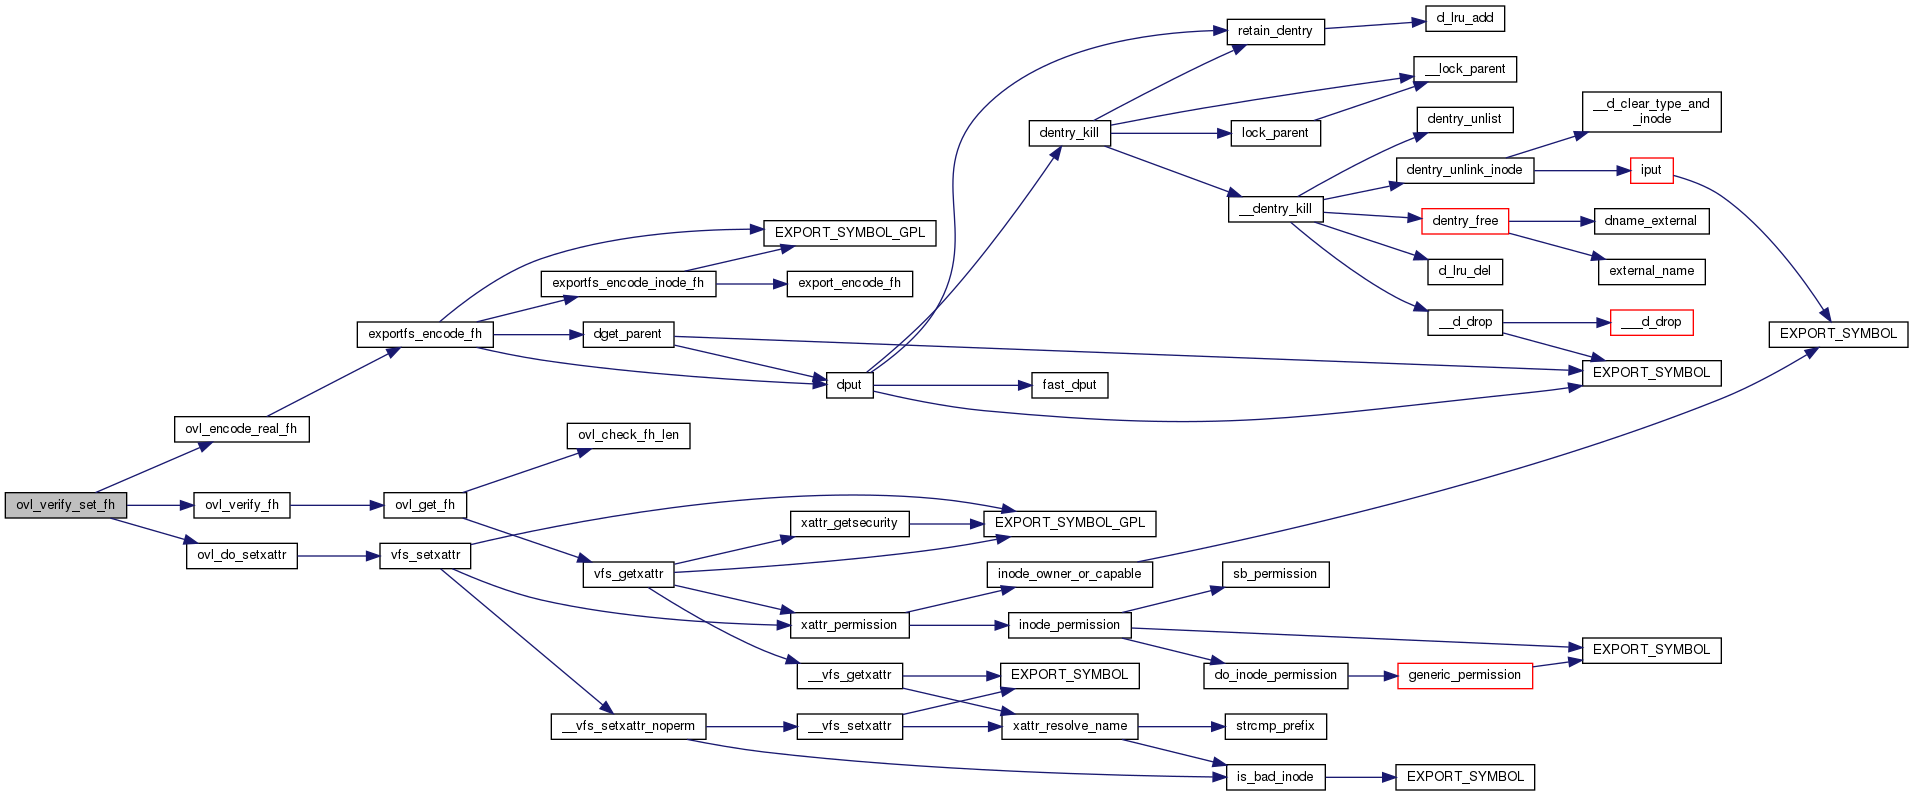 d_lru_add
retain_dentry
__lock_parent
__d_clear_type_and
_inode
dentry_unlist
dentry_kill
lock_parent
dentry_unlink_inode
iput
__dentry_kill
dentry_free
dname_external
EXPORT_SYMBOL_GPL
d_lru_del
external_name
exportfs_encode_inode_fh
export_encode_fh
__d_drop
___d_drop
exportfs_encode_fh
dget_parent
EXPORT_SYMBOL
EXPORT_SYMBOL
dput
fast_dput
ovl_encode_real_fh
ovl_check_fh_len
ovl_verify_set_fh
ovl_verify_fh
ovl_get_fh
xattr_getsecurity
EXPORT_SYMBOL_GPL
ovl_do_setxattr
vfs_setxattr
vfs_getxattr
inode_owner_or_capable
sb_permission
xattr_permission
inode_permission
EXPORT_SYMBOL
__vfs_getxattr
EXPORT_SYMBOL
do_inode_permission
generic_permission
__vfs_setxattr_noperm
__vfs_setxattr
xattr_resolve_name
strcmp_prefix
is_bad_inode
EXPORT_SYMBOL